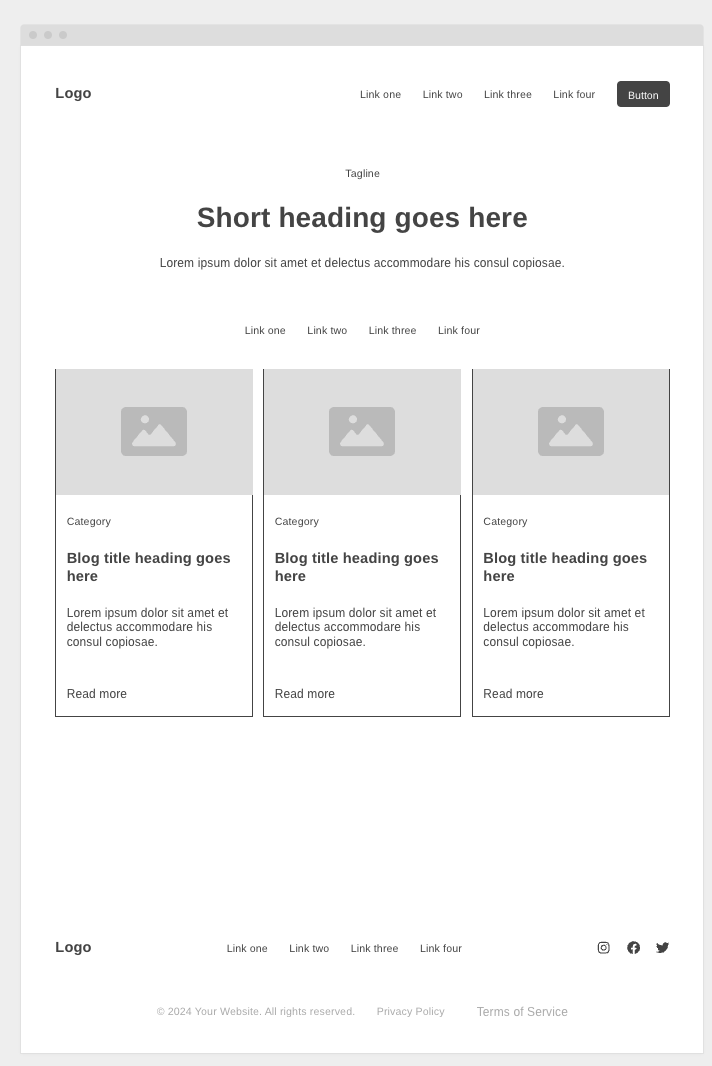 Logo
Link one Link two Link three Link four Button
Tagline
Short heading goes here
Lorem ipsum dolor sit amet et delectus accommodare his consul copiosae.
Link one Link two Link three Link four
Category
Blog title heading goes
here
Lorem ipsum dolor sit amet et
delectus accommodare his
consul copiosae.
Read more
Category
Blog title heading goes
here
Lorem ipsum dolor sit amet et
delectus accommodare his
consul copiosae.
Read more
Category
Blog title heading goes
here
Lorem ipsum dolor sit amet et
delectus accommodare his
consul copiosae.
Read more
Logo
Link one Link two Link three Link four
© 2024 Your Website. All rights reserved. Privacy Policy Terms of Service